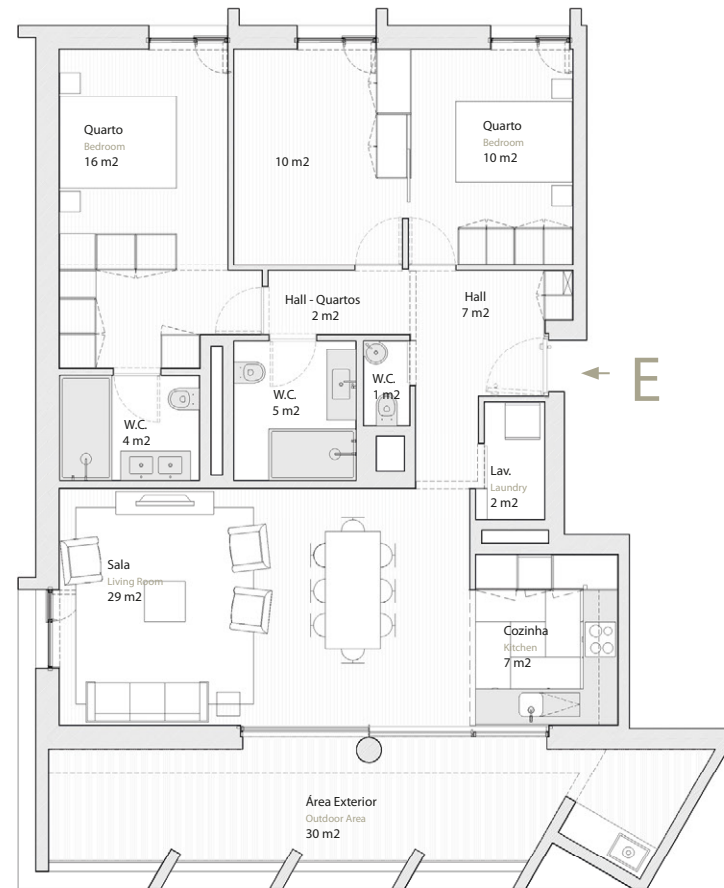 Quarto
Bedroom
16 m2
10 m2
Quarto
Bedroom
10 m2
Hall - Quartos
2 m2
Hall
7 m2
E
W.C.
4 m2
W.C.
5 m2
W.C.
1 m2
Lav.
Laundry
2 m2
Sala
Living Room
29 m2
Cozinha
Kitchen
7 m2
Área Exterior
Outdoor Area
30 m2